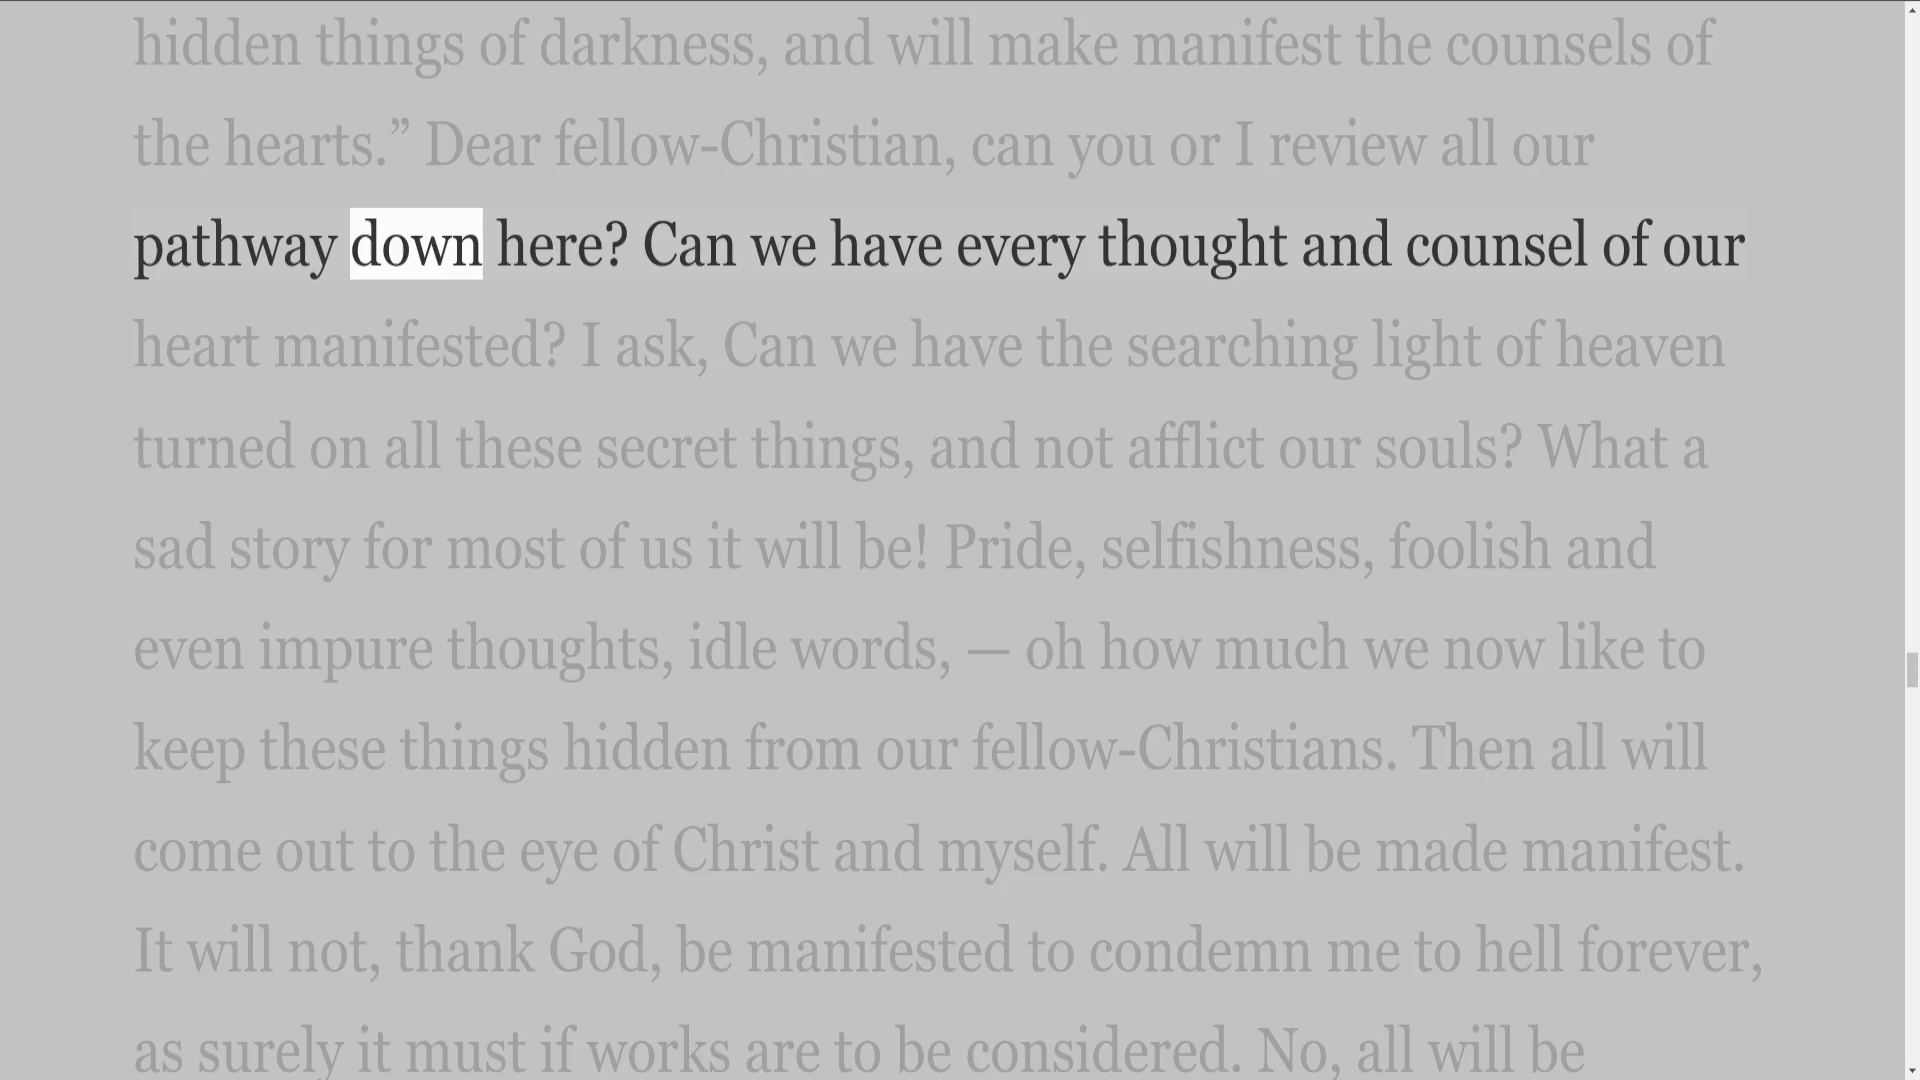 hidden things of darkness, and will make manifest the counsels of
the hearts.” Dear fellow-Christian, can you or I review all our
pathway down here? Can we have every thought and counsel of our
heart manifested? I ask, Can we have the searching light of heaven
turned on all these secret things, and not afflict our souls? What a
sad story for most of us it will be! Pride, selfishness, foolish and
even impure thoughts, idle words, — oh how much we now like to
keep these things hidden from our fellow-Christians. Then all will
come out to the eye of Christ and myself. All will be made manifest.
It will not, thank God, be manifested to condemn me to hell forever,
as surely it must if works are to be considered. No, all will be